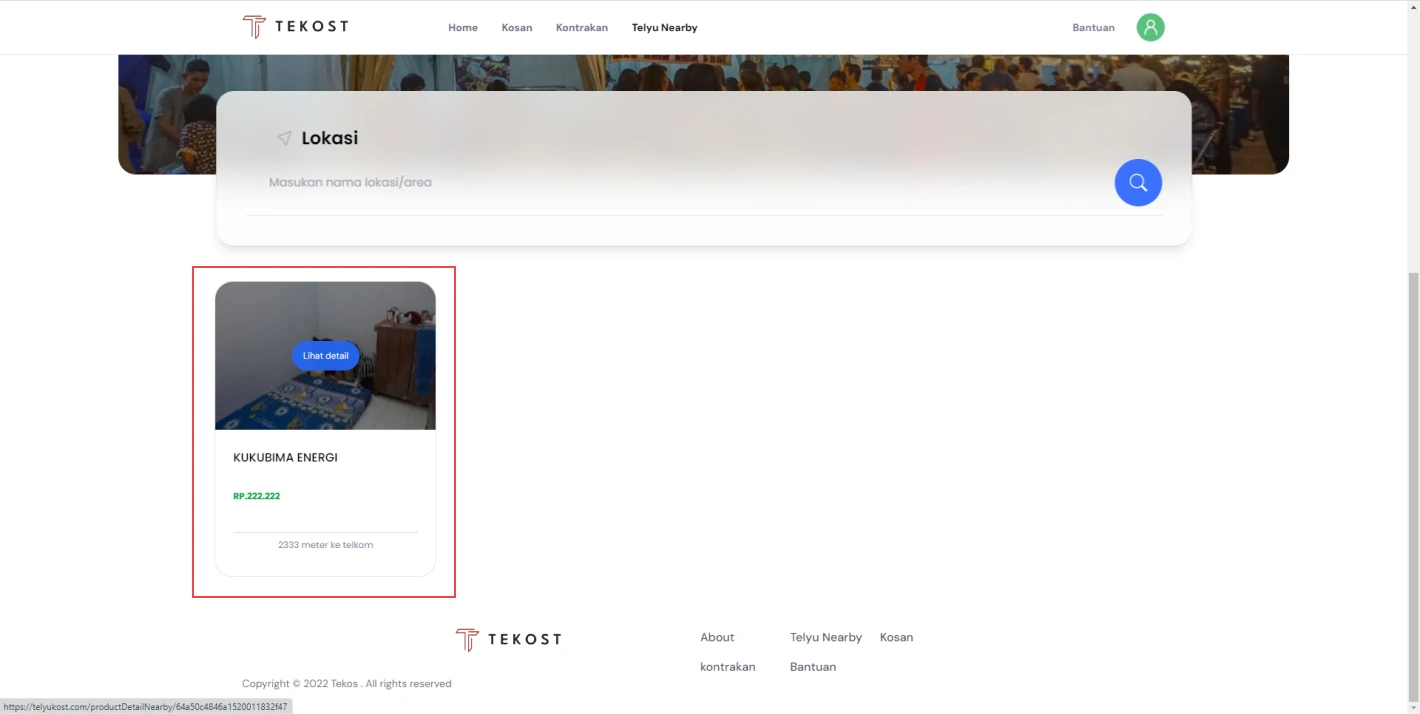 TEKOST
Home Kosan Kontrakan Telyu Nearby Bantuan
Lokasi
Masukan nama lokasi/area
Lihat detail
KUKUBIMA ENERGI
RP.222.222
2333 meter ke telkom
TEKOST
About Telyu Nearby Kosan
kontrakan Bantuan
Copyright © 2022 Tekos . All rights reserved
https://telyukost.com/productDetailNearby/64a50c4846a1520011832f47